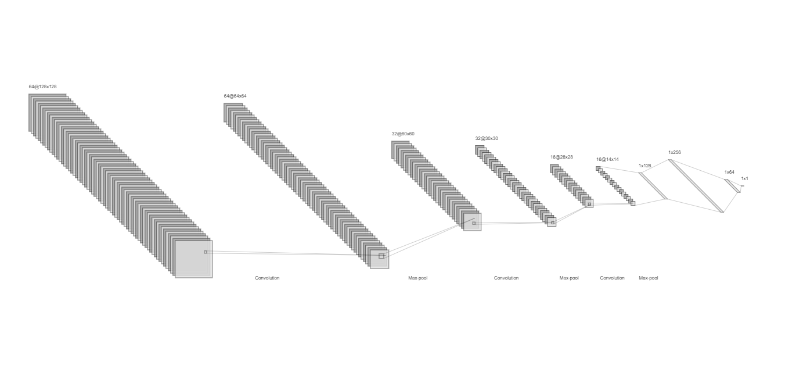 64@128x128
64@64x64
32@60x60
32@30x30
16@28x28
16@14x14
1x128
1x256
1x64
1x1
Convolution
Max-pool
Convolution
Max-pool
Convolution
Max-pool